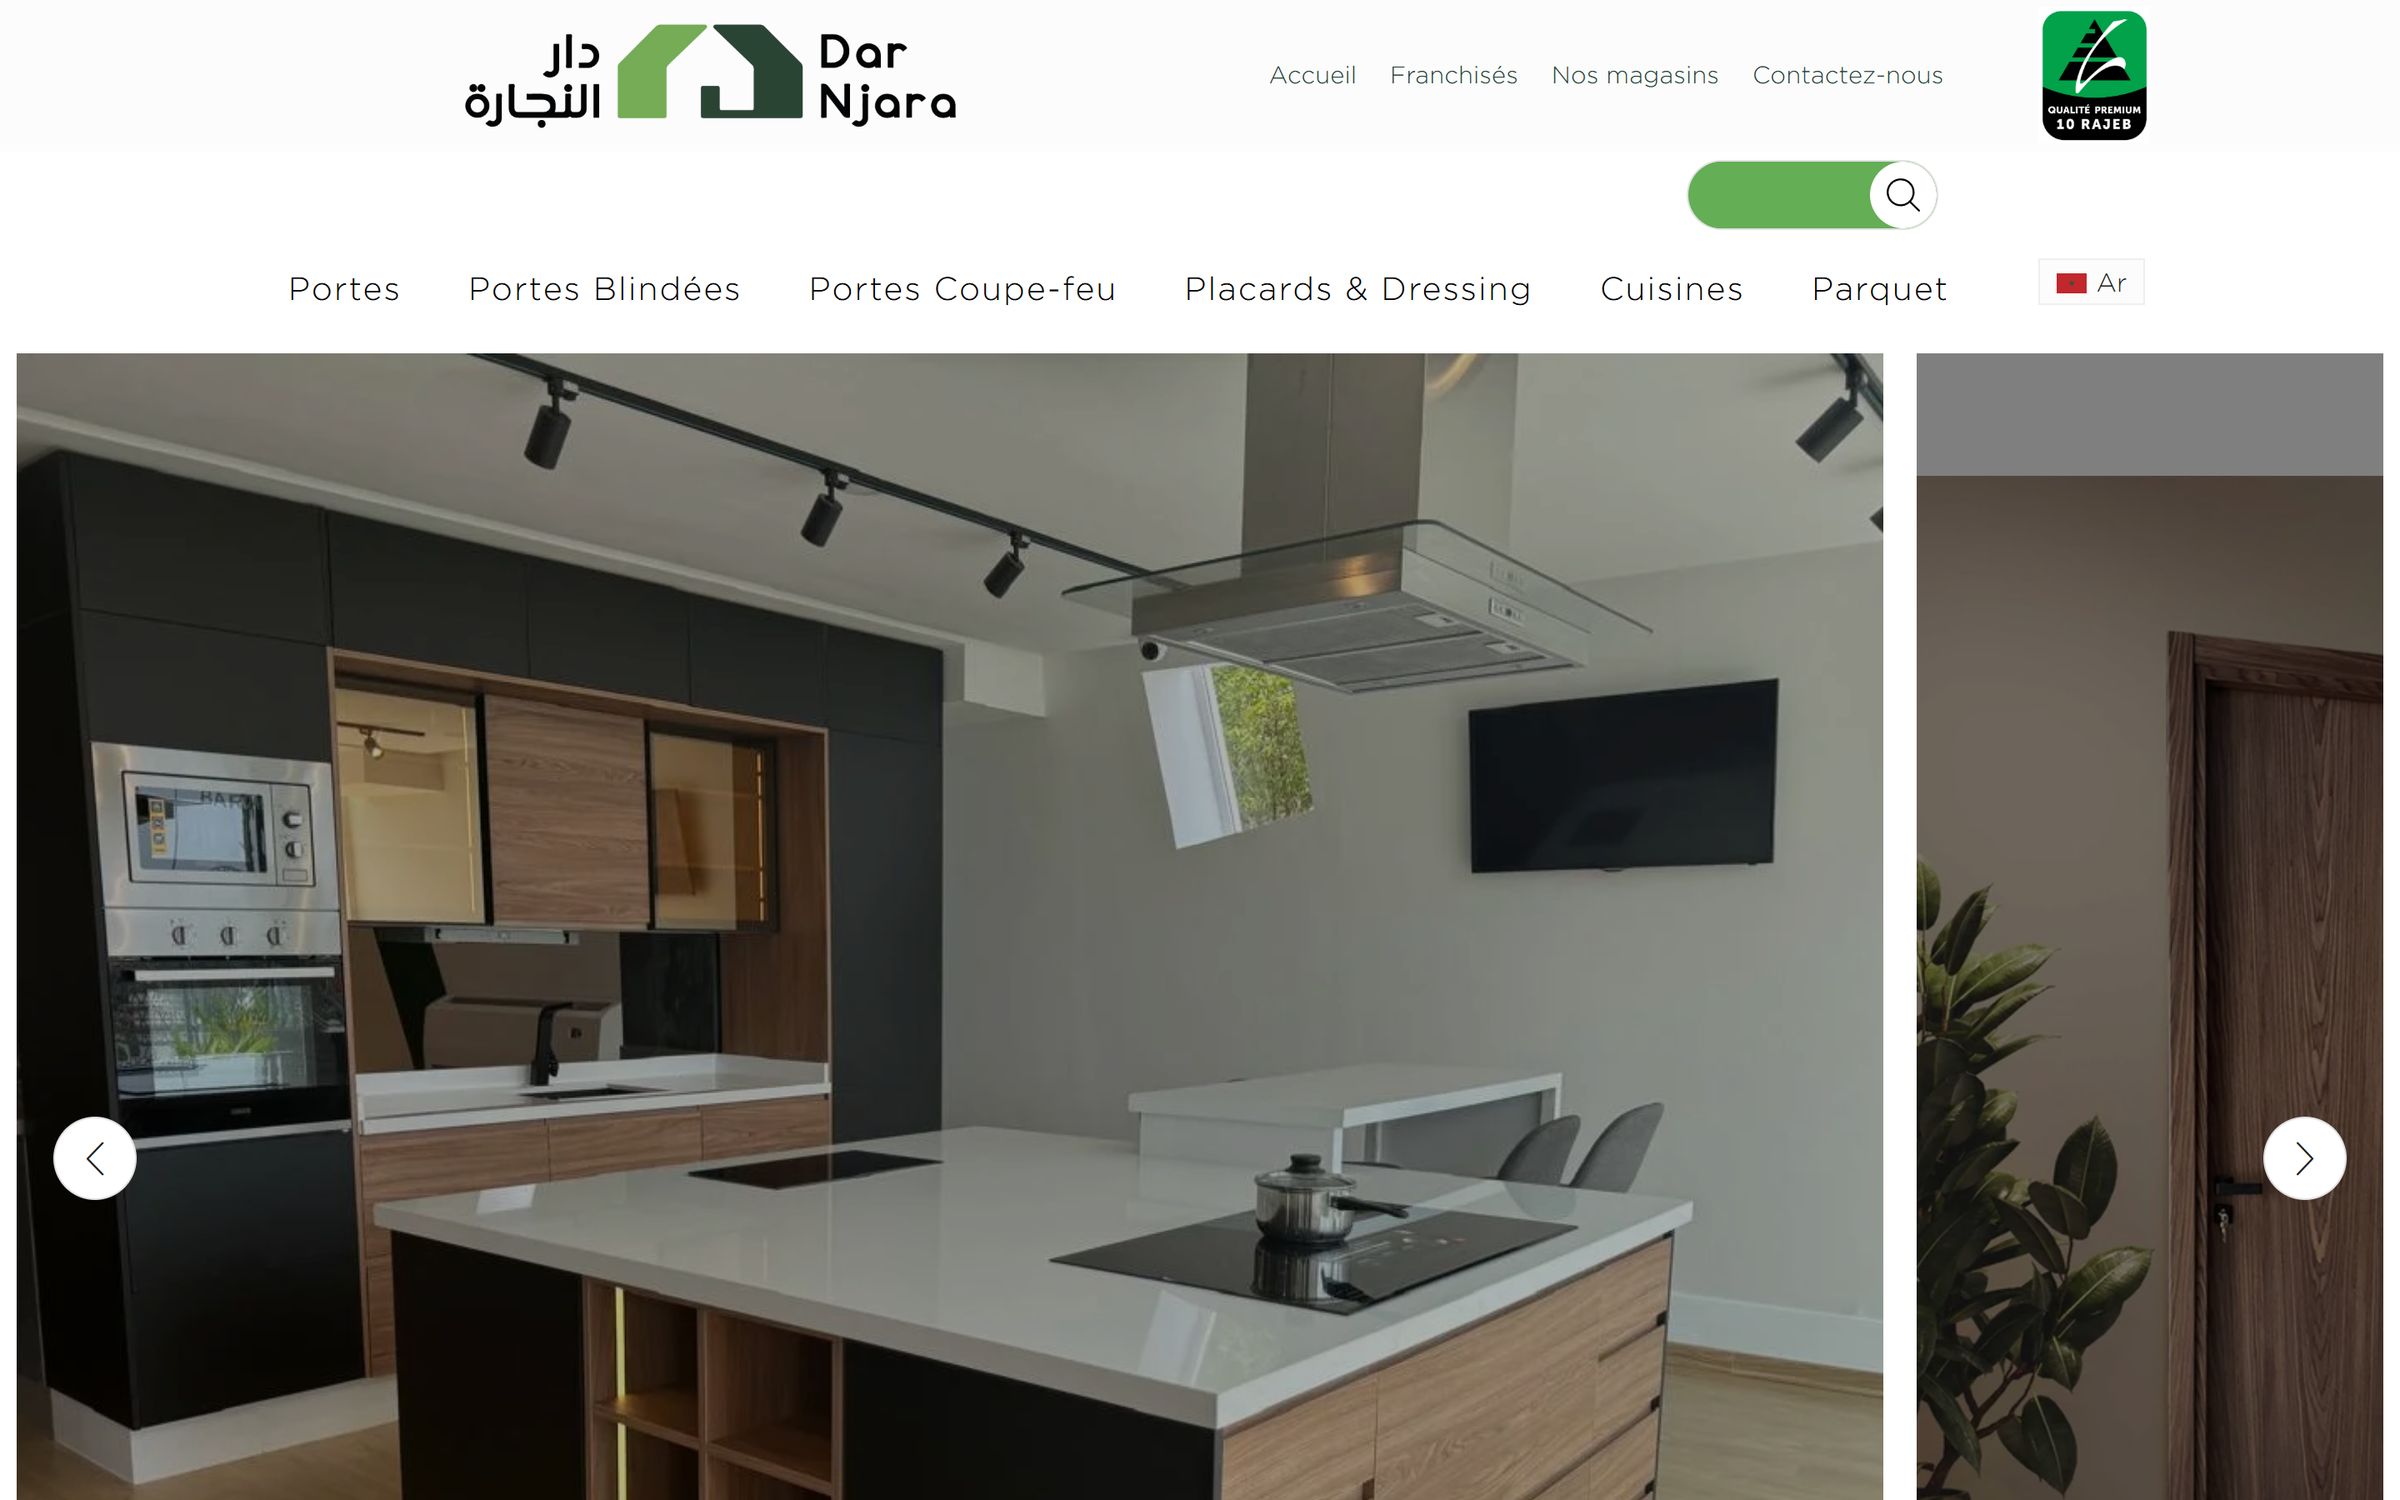 دار
النجارة
Dar
Njara
Accueil
Franchisés
Nos magasins
Contactez-nous
QUALITÉ PREMIUM
10 RAJEB
Portes
Portes Blindées
Portes Coupe-feu
Placards & Dressing
Cuisines
Parquet
Ar